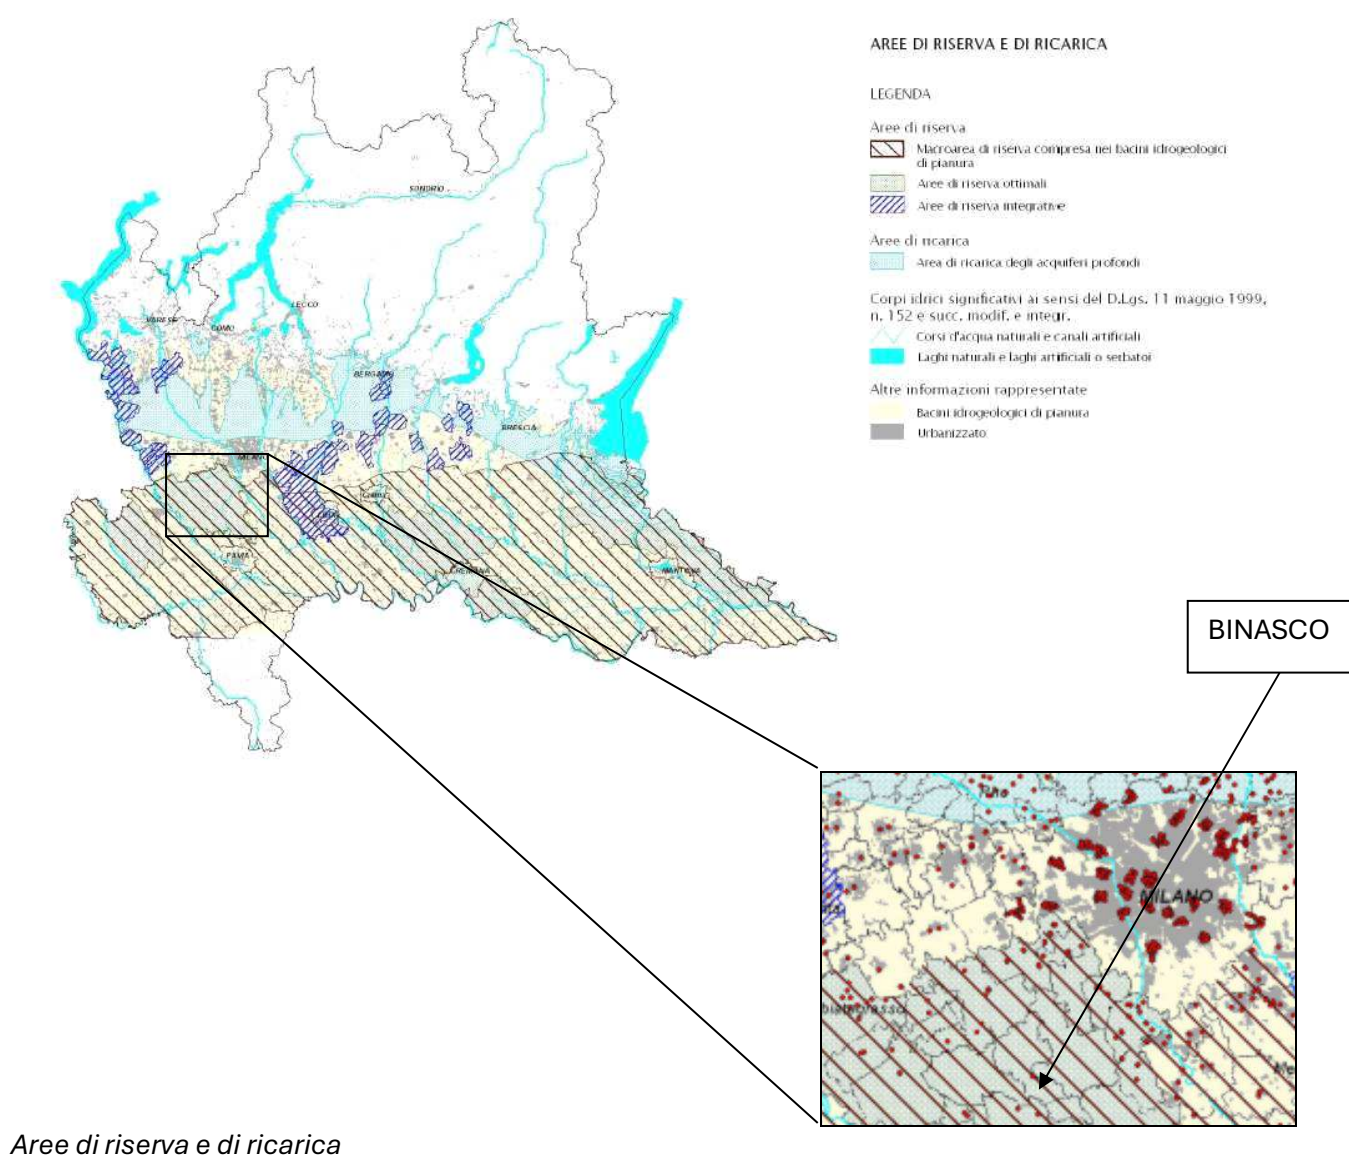 AREE DI RISERVA E DI RICARICA
LEGENDA
Aree di riserva
Macroarea di riserva compresa nei bacini idrogeologici
di pianura
Aree di riserva ottimali
Aree di riserva integrative
Aree di ricarica
Area di ricarica degli acquiferi profondi
Corpi idrici significativi ai sensi del D.Lgs. 11 maggio 1999,
n. 152 e succ. modif. e integr.
Corsi d'acqua naturali e canali artificiali
Laghi naturali e laghi artificiali o serbatoi
Altre informazioni rappresentate
Bacini idrogeologici di pianura
Urbanizzato
SONDRIO
LECCO
VARESE
COMO
BERGAMO
BRESCIA
MILANO
PAVIA
CREMONA
MANTOVA
BINASCO
Rho
MILANO
Aree di riserva e di ricarica